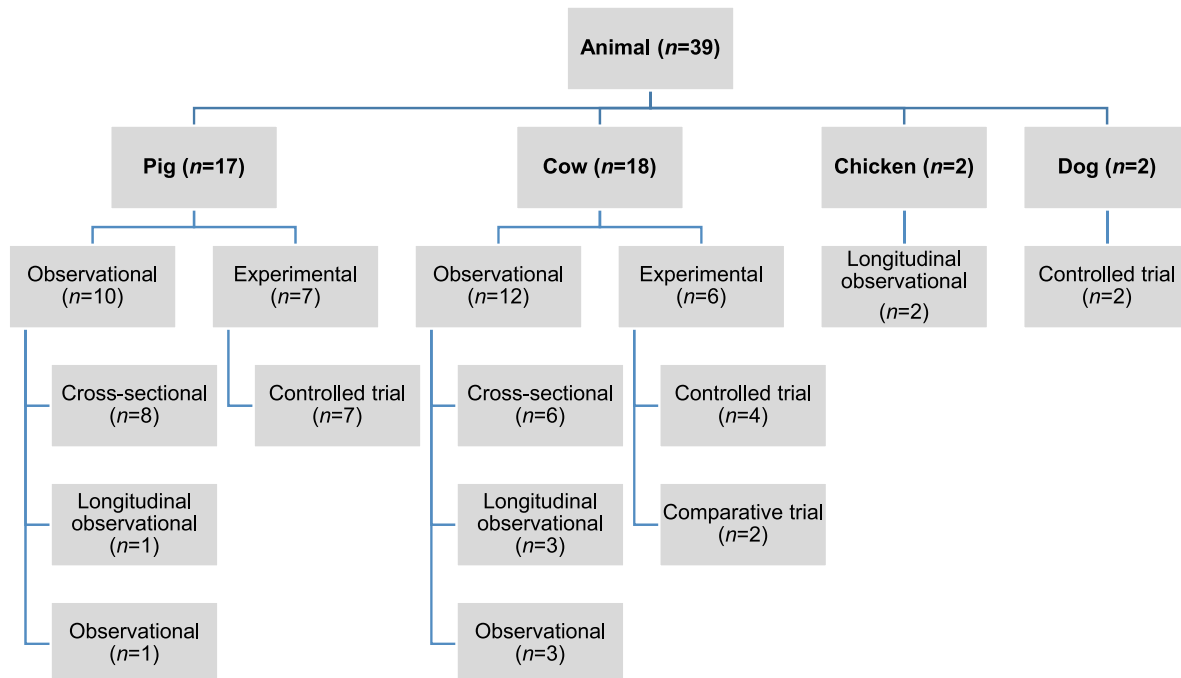 Animal (n=39)
Pig (n=17)
Cow (n=18)
Chicken (n=2)
Dog (n=2)
Observational
(n=10)
Experimental
(n=7)
Observational
(n=12)
Experimental
(n=6)
Longitudinal
observational
(n=2)
Controlled trial
(n=2)
Cross-sectional
(n=8)
Controlled trial
(n=7)
Cross-sectional
(n=6)
Controlled trial
(n=4)
Longitudinal
observational
(n=1)
Longitudinal
observational
(n=3)
Comparative trial
(n=2)
Observational
(n=1)
Observational
(n=3)